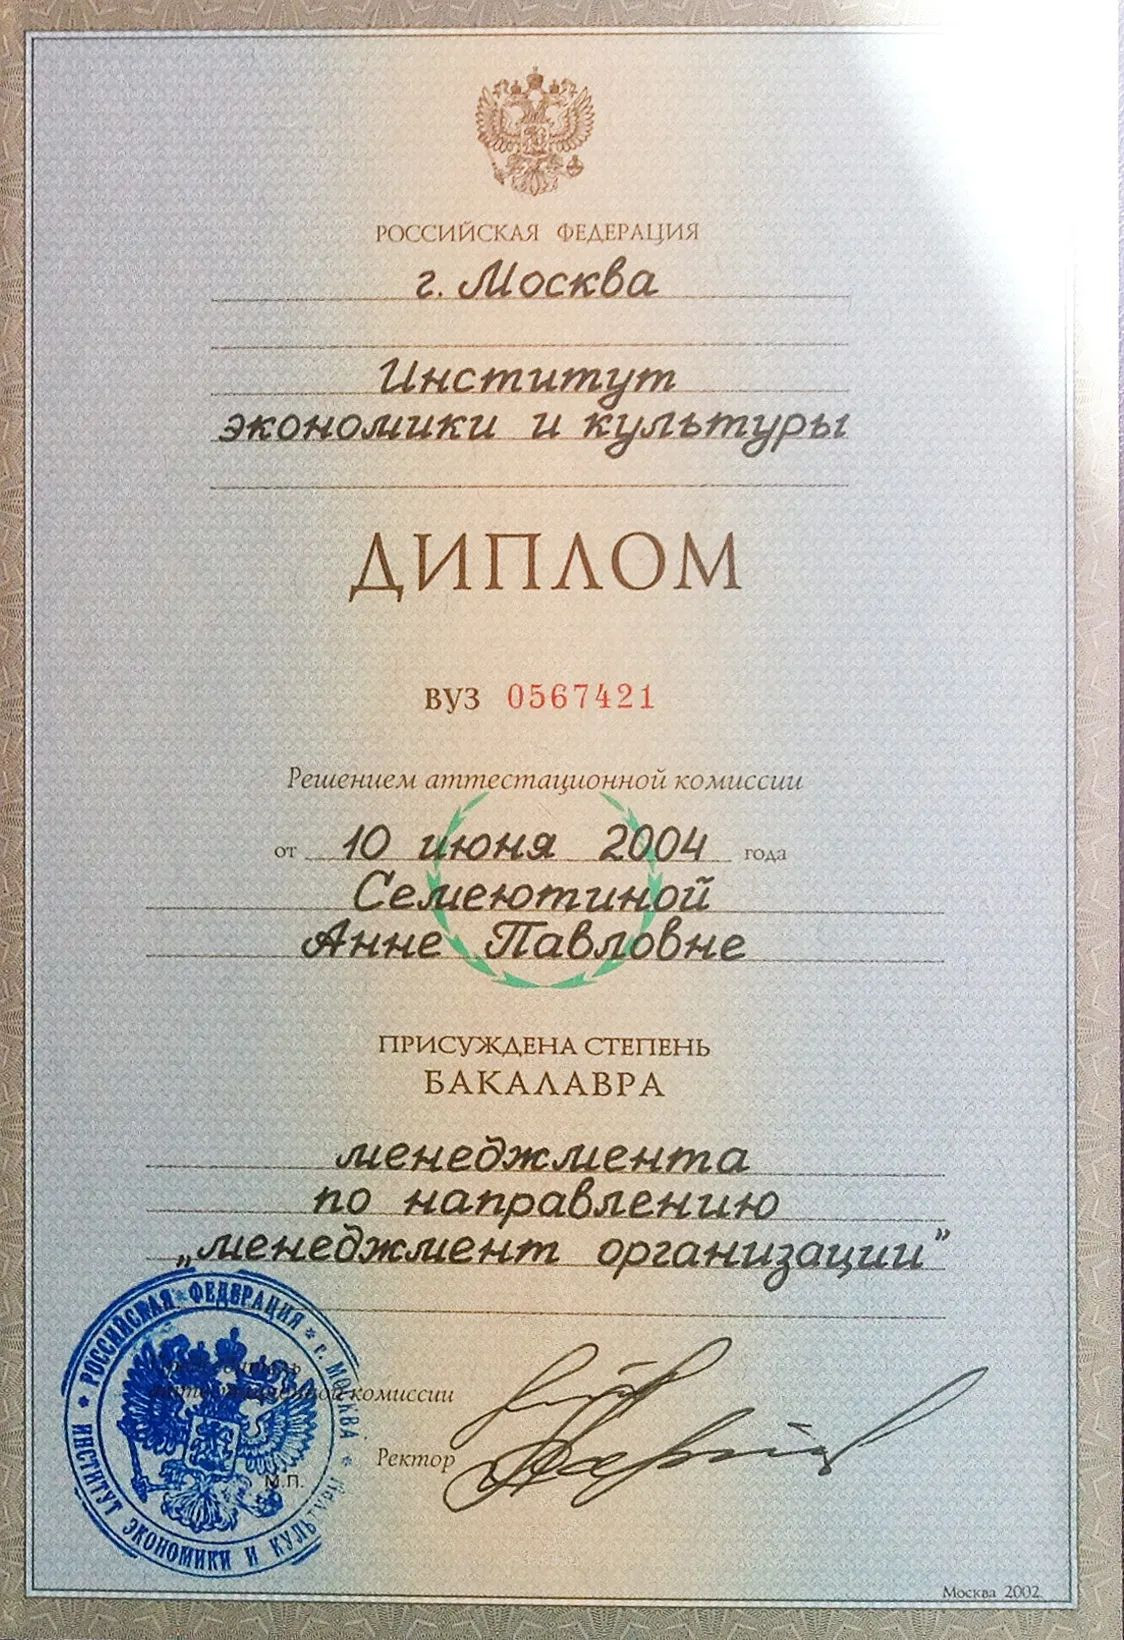 РОССИЙСКАЯ ФЕДЕРАЦИЯ
г. Москва
Институт
экономики и культуры
ДИПЛОМ
ВУЗ 0567421
Решением аттестационной комиссии
от 10 июня 2004 года
Семеютиной
Анне Павловне
ПРИСУЖДЕНА СТЕПЕНЬ
БАКАЛАВРА
менеджмента
по направлению
„менеджмент организации”
комиссии
Ректор
М.П.
* РОССИЙСКАЯ * ФЕДЕРАЦИЯ * г. МОСКВА *
ИНСТИТУТ ЭКОНОМИКИ И КУЛЬТУРЫ
Москва 2002